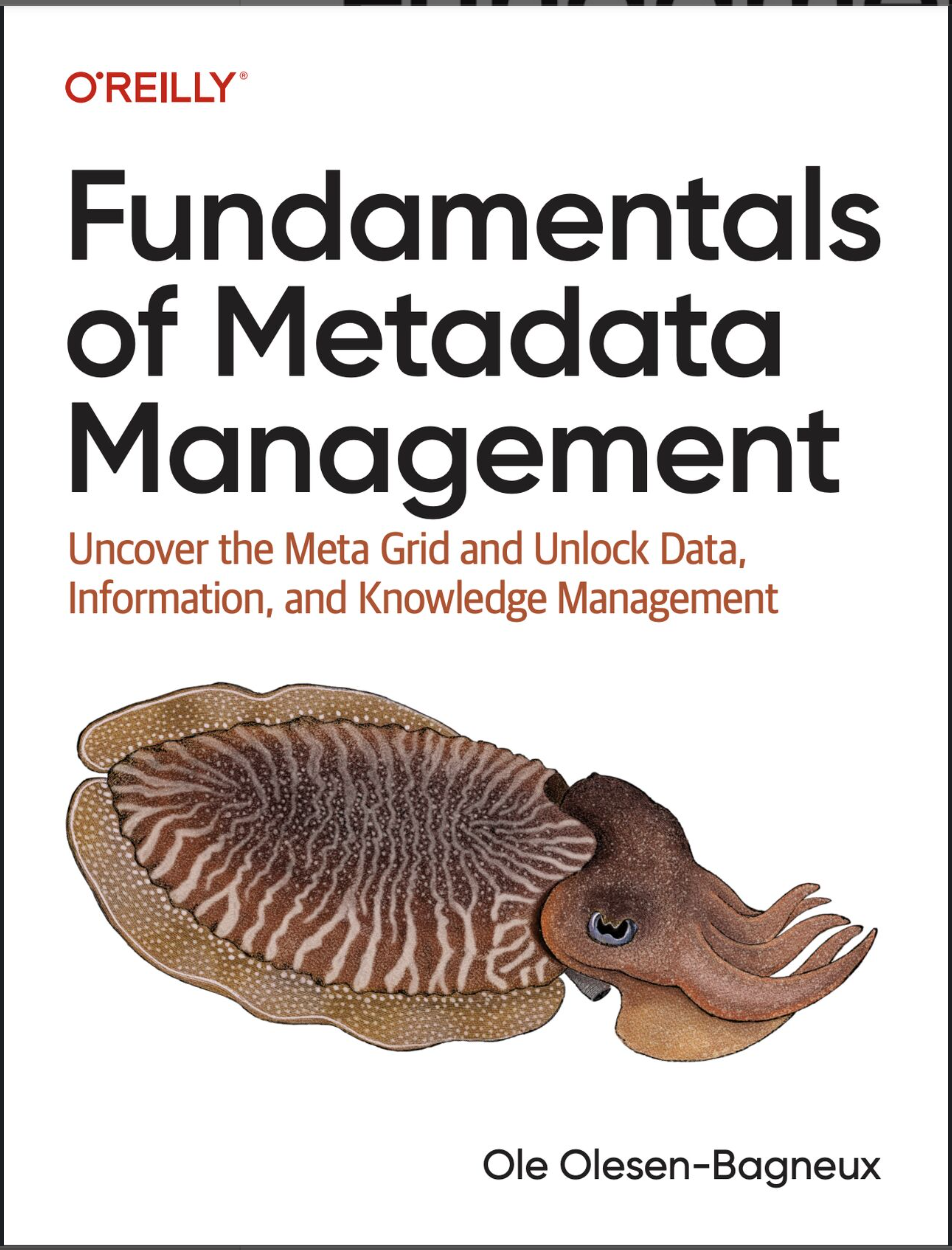 O'REILLY®
Fundamentals
of Metadata
Management
Uncover the Meta Grid and Unlock Data,
Information, and Knowledge Management
Ole Olesen-Bagneux